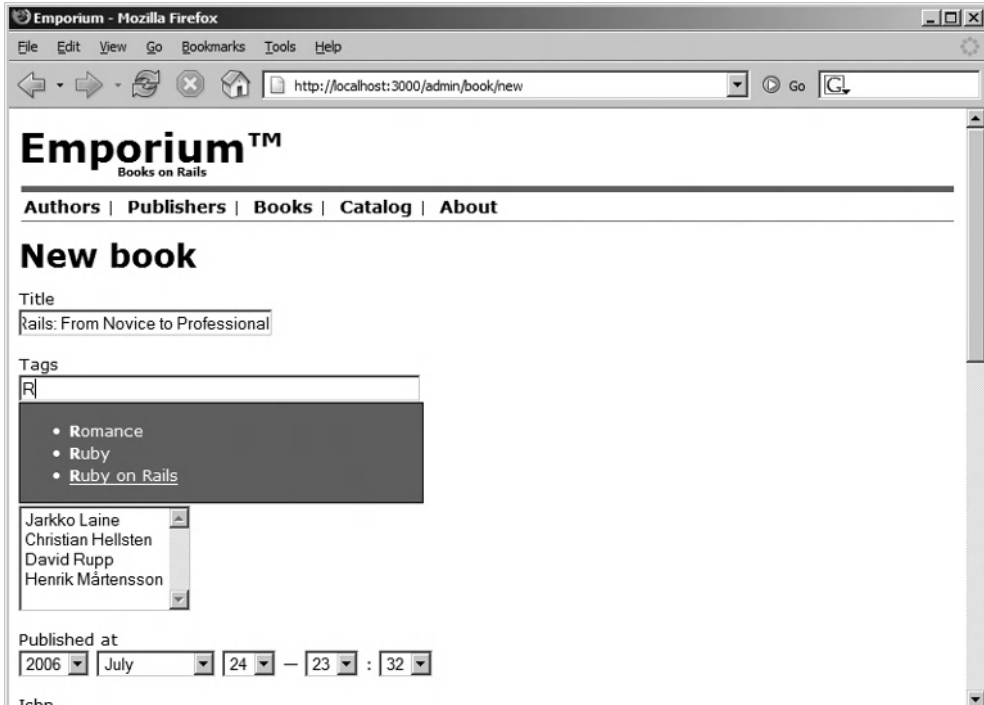 Emporium - Mozilla Firefox
File Edit View Go Bookmarks Tools Help
http://localhost:3000/admin/book/new Go G
Emporium™
Books on Rails
Authors | Publishers | Books | Catalog | About
New book
Title
Rails: From Novice to Professional
Tags
R
• Romance
• Ruby
• Ruby on Rails
Jarkko Laine
Christian Hellsten
David Rupp
Henrik Mårtensson
Published at
2006 July 24 — 23 : 32
Isbn